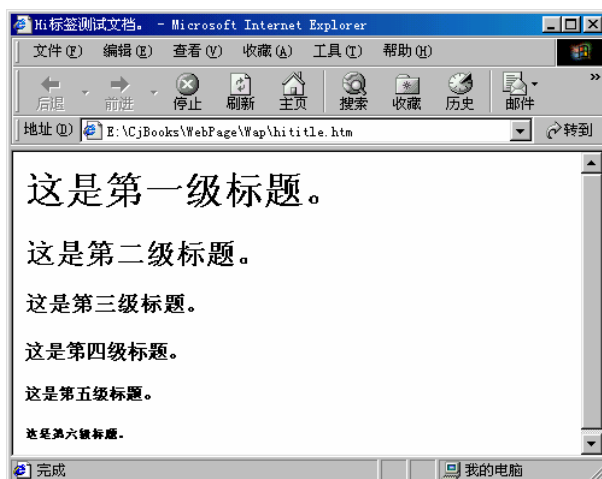 Hi标签测试文档。 - Microsoft Internet Explorer
文件(F) 编辑(E) 查看(V) 收藏(A) 工具(T) 帮助(H)
后退 前进 停止 刷新 主页 搜索 收藏 历史 邮件 »
地址(D) E:\CjBooks\WebPage\Wap\hititle.htm 转到
这是第一级标题。
这是第二级标题。
这是第三级标题。
这是第四级标题。
这是第五级标题。
这是第六级标题。
完成 我的电脑